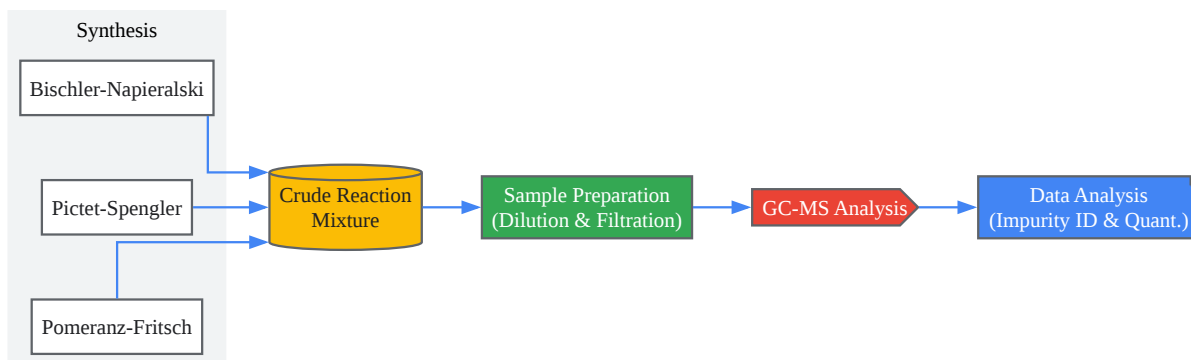 Synthesis
Bischler-Napieralski
Pictet-Spengler
Pomeranz-Fritsch
Crude Reaction
Mixture
Sample Preparation
(Dilution & Filtration)
GC-MS Analysis
Data Analysis
(Impurity ID & Quant.)